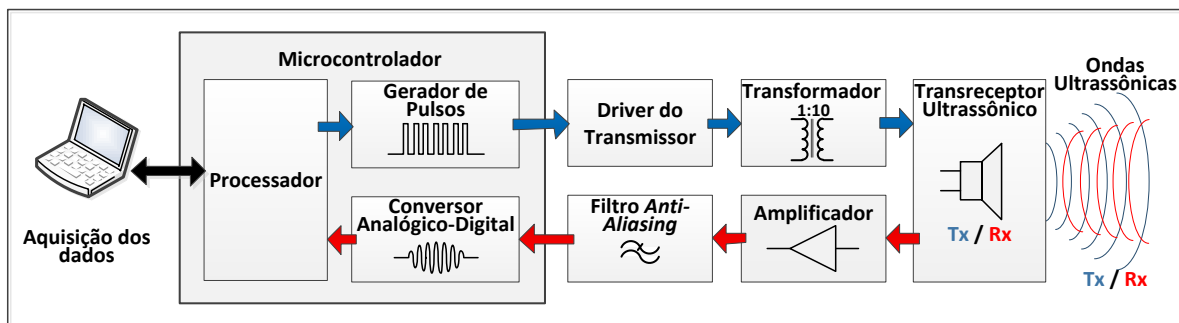 Microcontrolador
Gerador de
Pulsos
Driver do
Transmissor
Transformador
1:10
Transreceptor
Ultrassônico
Ondas
Ultrassônicas
Processador
Conversor
Analógico-Digital
Filtro Anti-
Aliasing
Amplificador
Tx / Rx
Tx / Rx
Aquisição dos
dados